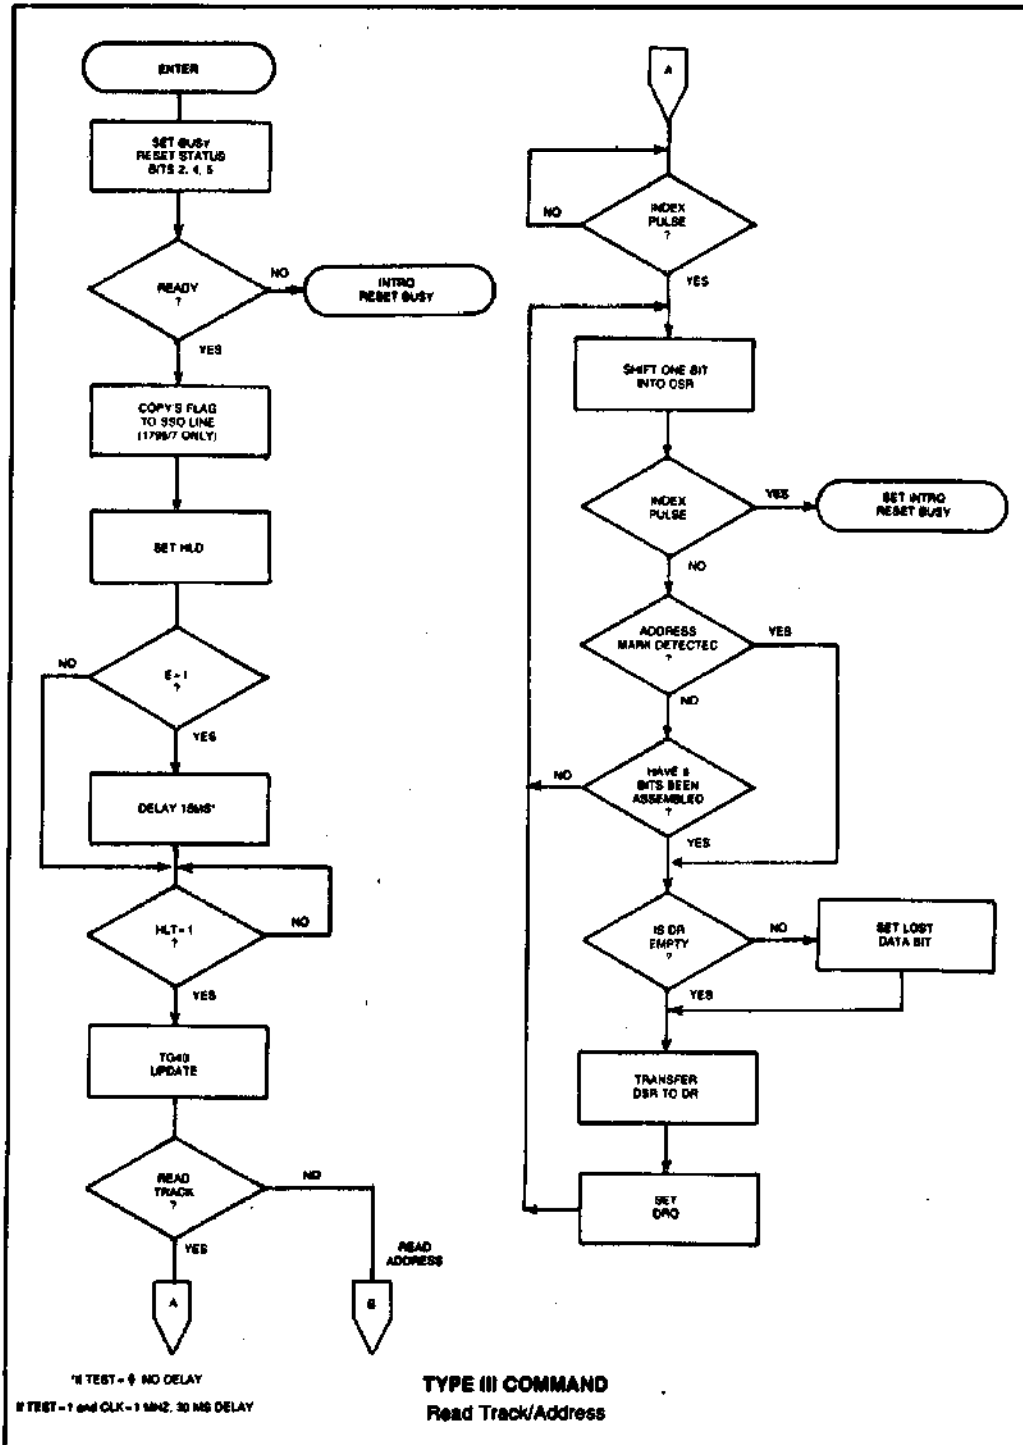 ENTER
SET BUSY
RESET STATUS
BITS 2, 4, 5
READY
?
NO
INTRO
RESET BUSY
YES
COPY'S FLAG
TO SSO LINE
(1795/7 ONLY)
SET HLD
E=1
?
NO
YES
DELAY 15MS*
HLT=1
?
NO
YES
TG43
UPDATE
READ
TRACK
?
NO
YES
READ
ADDRESS
A
B
*If TEST=ϕ NO DELAY
If TEST=1 and CLK=1 MHZ, 30 MS DELAY
A
INDEX
PULSE
?
NO
YES
SHIFT ONE BIT
INTO DSR
INDEX
PULSE
YES
SET INTRO
RESET BUSY
NO
ADDRESS
MARK DETECTED
?
YES
NO
HAVE 8
BITS BEEN
ASSEMBLED
?
NO
YES
IS DR
EMPTY
?
NO
SET LOST
DATA BIT
YES
TRANSFER
DSR TO DR
SET
DRQ
TYPE III COMMAND
Read Track/Address